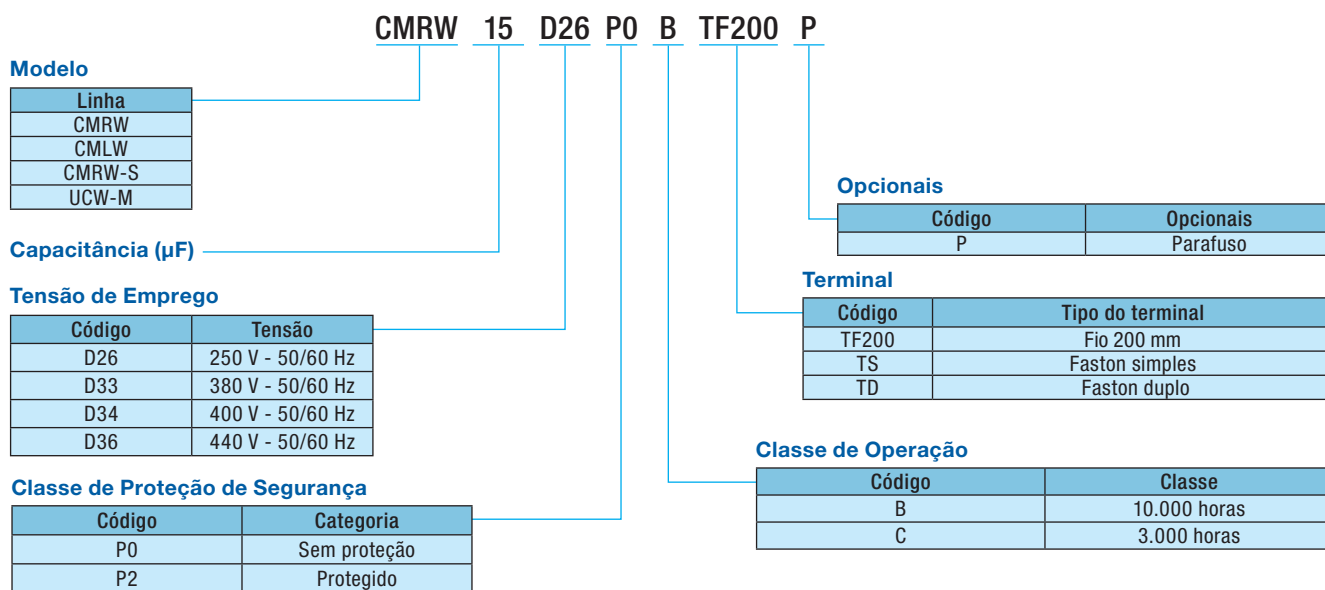 CMRW 15 D26 P0 B TF200 P
Modelo
Linha
CMRW
CMLW
CMRW-S
UCW-M
Capacitância (µF)
Tensão de Emprego
Código Tensão
D26 250 V - 50/60 Hz
D33 380 V - 50/60 Hz
D34 400 V - 50/60 Hz
D36 440 V - 50/60 Hz
Classe de Proteção de Segurança
Código Categoria
P0 Sem proteção
P2 Protegido
Opcionais
Código Opcionais
P Parafuso
Terminal
Código Tipo do terminal
TF200 Fio 200 mm
TS Faston simples
TD Faston duplo
Classe de Operação
Código Classe
B 10.000 horas
C 3.000 horas